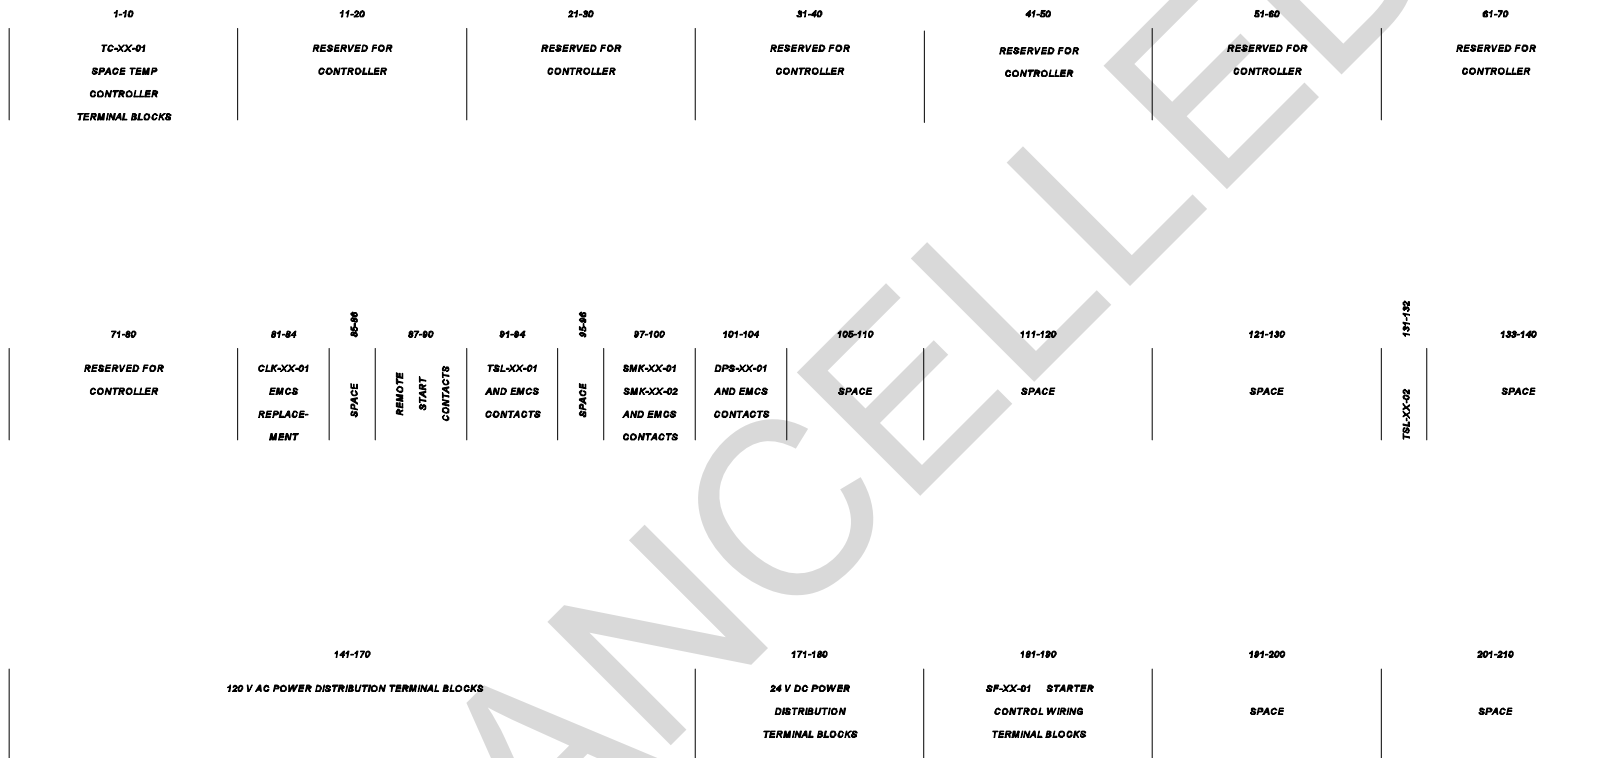 1-10 11-20 21-30 31-40 41-50 51-60 61-70
TC-XX-01
SPACE TEMP
CONTROLLER
TERMINAL BLOCKS
RESERVED FOR
CONTROLLER
RESERVED FOR
CONTROLLER
RESERVED FOR
CONTROLLER
RESERVED FOR
CONTROLLER
RESERVED FOR
CONTROLLER
RESERVED FOR
CONTROLLER
71-80 81-84 85-86 87-90 91-94 95-96 97-100 101-104 105-110 111-120 121-130 131-132 133-140
RESERVED FOR
CONTROLLER
CLK-XX-01
EMCS
REPLACE-
MENT
SPACE
REMOTE
START
CONTACTS
TSL-XX-01
AND EMCS
CONTACTS
SPACE
SMK-XX-01
SMK-XX-02
AND EMCS
CONTACTS
DPS-XX-01
AND EMCS
CONTACTS
SPACE
SPACE
SPACE
TSL-XX-02
SPACE
141-170 171-180 181-190 191-200 201-210
120 V AC POWER DISTRIBUTION TERMINAL BLOCKS
24 V DC POWER
DISTRIBUTION
TERMINAL BLOCKS
SF-XX-01 STARTER
CONTROL WIRING
TERMINAL BLOCKS
SPACE
SPACE
ANCELLED